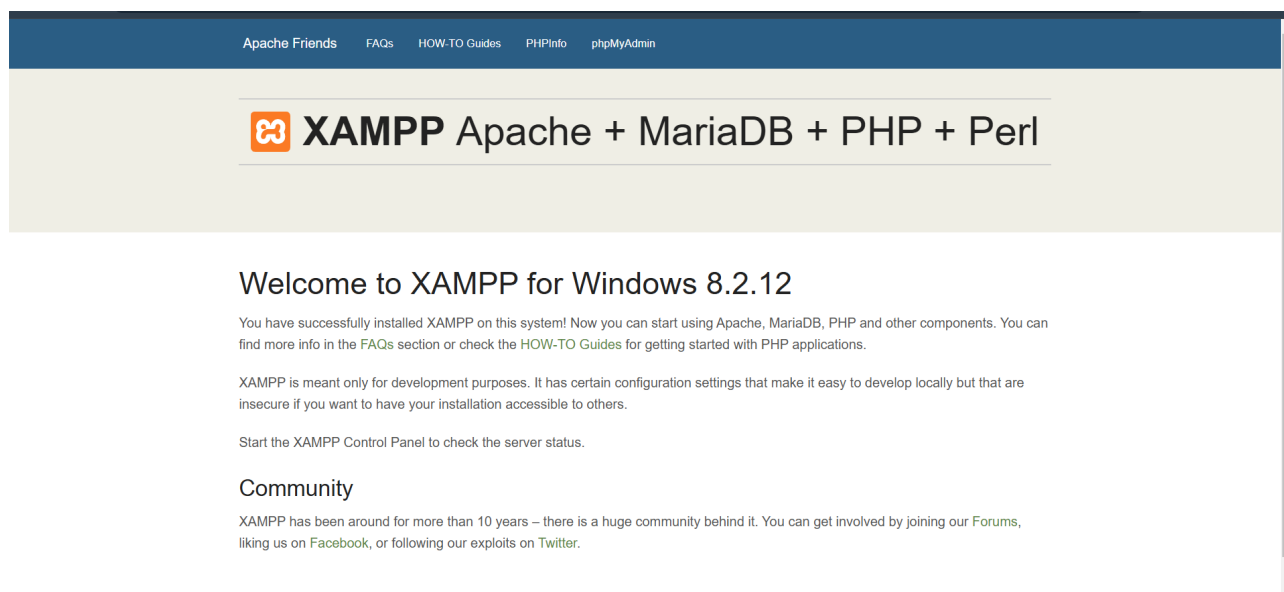 Apache Friends FAQs HOW-TO Guides PHPInfo phpMyAdmin
XAMPP Apache + MariaDB + PHP + Perl
Welcome to XAMPP for Windows 8.2.12
You have successfully installed XAMPP on this system! Now you can start using Apache, MariaDB, PHP and other components. You can
find more info in the FAQs section or check the HOW-TO Guides for getting started with PHP applications.
XAMPP is meant only for development purposes. It has certain configuration settings that make it easy to develop locally but that are
insecure if you want to have your installation accessible to others.
Start the XAMPP Control Panel to check the server status.
Community
XAMPP has been around for more than 10 years – there is a huge community behind it. You can get involved by joining our Forums,
liking us on Facebook, or following our exploits on Twitter.